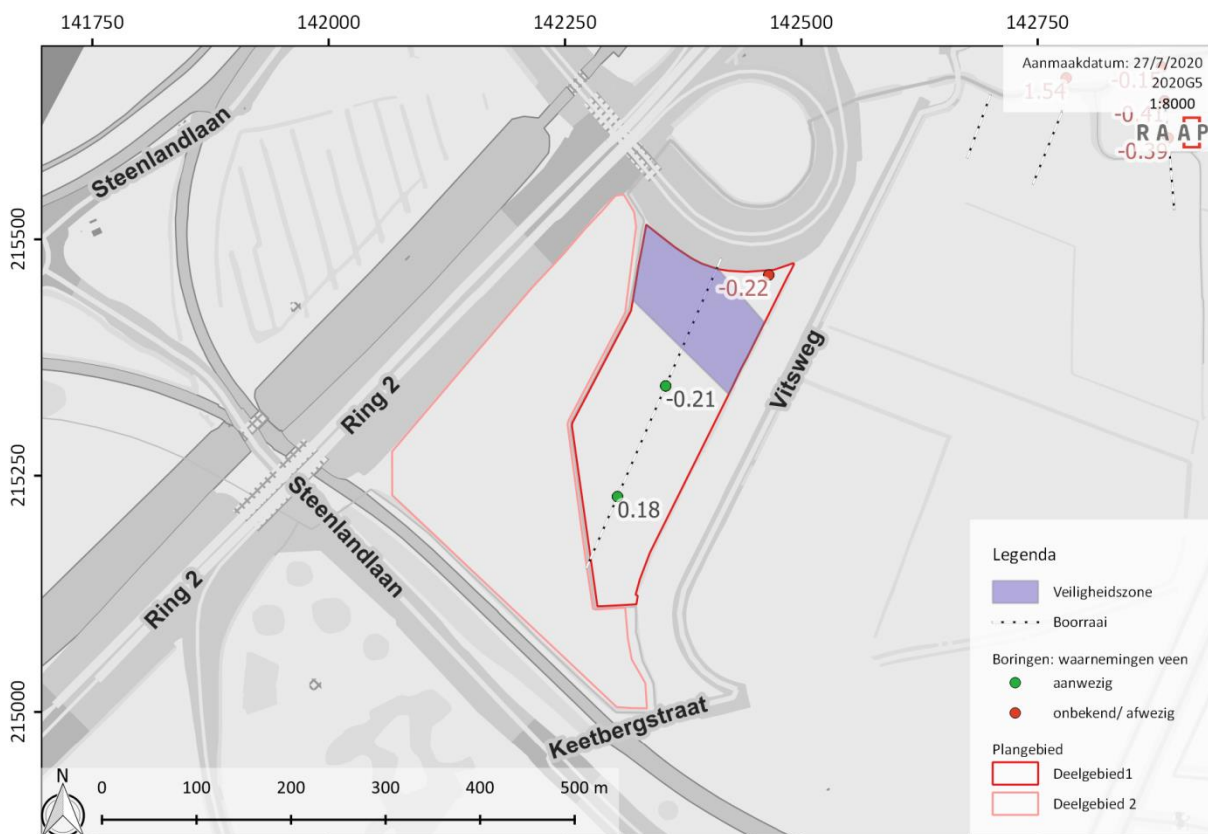 141750 142000 142250 142500 142750
Aanmaakdatum: 27/7/2020
2020G5
1:8000
RAAP
1.54
-0.15
-0.41
-0.39
Steenlandlaan
215500
-0.22
Vitsweg
-0.21
Ring 2
215250
Steenlandlaan
0.18
Ring 2
215000
Keetbergstraat
Legenda
Veiligheidszone
Boorraai
Boringen: waarnemingen veen
aanwezig
onbekend/ afwezig
Plangebied
Deelgebied1
Deelgebied 2
N
0 100 200 300 400 500 m